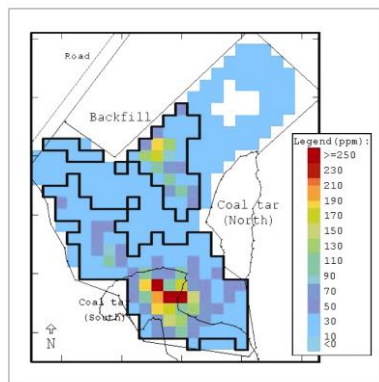 Road
Backfill
Legend(ppm):
>=250
230
210
190
170
150
130
110
90
70
50
30
10
<0
Coal tar
(North)
Coal tar
(South)
N